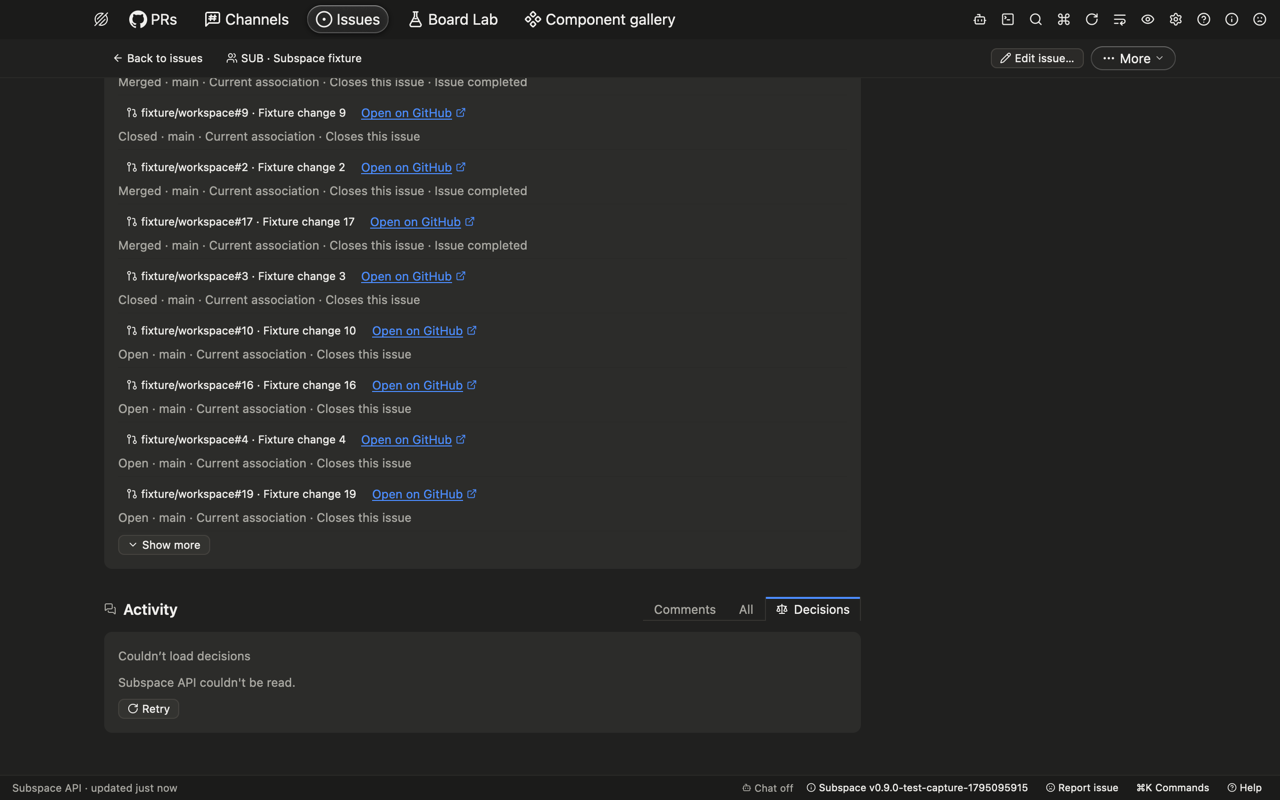 PRs Channels Issues Board Lab Component gallery
Back to issues SUB · Subspace fixture Edit issue... More
Merged · main · Current association · Closes this issue · Issue completed
fixture/workspace#9 · Fixture change 9 Open on GitHub
Closed · main · Current association · Closes this issue
fixture/workspace#2 · Fixture change 2 Open on GitHub
Merged · main · Current association · Closes this issue · Issue completed
fixture/workspace#17 · Fixture change 17 Open on GitHub
Merged · main · Current association · Closes this issue · Issue completed
fixture/workspace#3 · Fixture change 3 Open on GitHub
Closed · main · Current association · Closes this issue
fixture/workspace#10 · Fixture change 10 Open on GitHub
Open · main · Current association · Closes this issue
fixture/workspace#16 · Fixture change 16 Open on GitHub
Open · main · Current association · Closes this issue
fixture/workspace#4 · Fixture change 4 Open on GitHub
Open · main · Current association · Closes this issue
fixture/workspace#19 · Fixture change 19 Open on GitHub
Open · main · Current association · Closes this issue
Show more
Activity Comments All Decisions
Couldn’t load decisions
Subspace API couldn't be read.
Retry
Subspace API · updated just now Chat off Subspace v0.9.0-test-capture-1795095915 Report issue ⌘K Commands Help